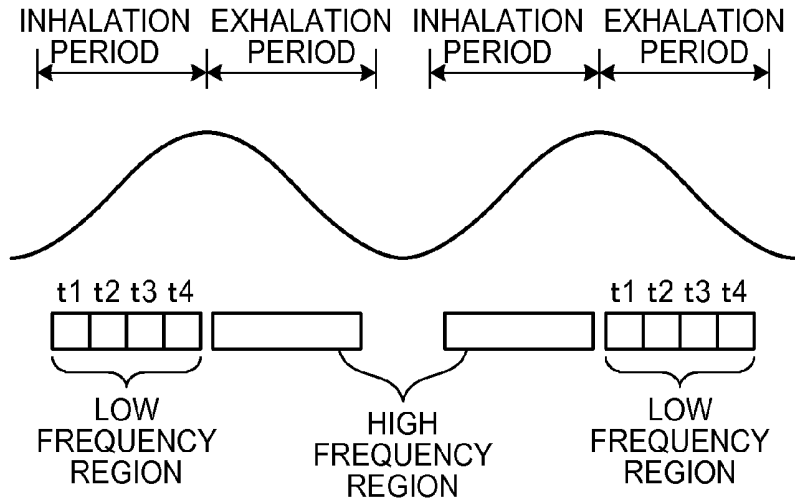 INHALATION PERIOD
EXHALATION PERIOD
INHALATION PERIOD
EXHALATION PERIOD
t1 t2 t3 t4
t1 t2 t3 t4
LOW
FREQUENCY
REGION
HIGH
FREQUENCY
REGION
LOW
FREQUENCY
REGION